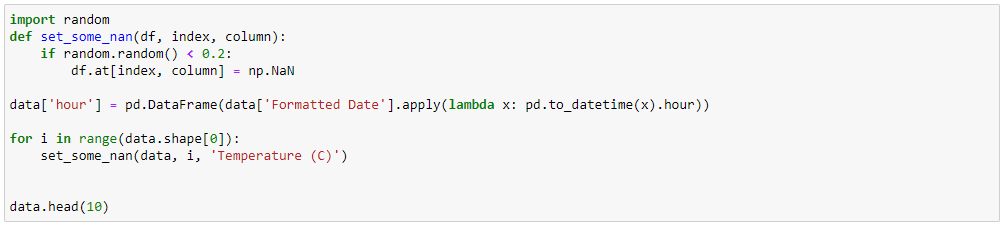 import random
def set_some_nan(df, index, column):
    if random.random() < 0.2:
        df.at[index, column] = np.NaN

data['hour'] = pd.DataFrame(data['Formatted Date'].apply(lambda x: pd.to_datetime(x).hour))

for i in range(data.shape[0]):
    set_some_nan(data, i, 'Temperature (C)')


data.head(10)